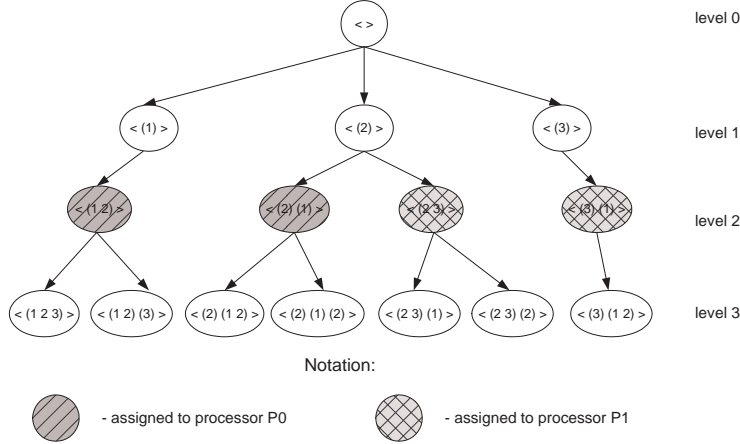 < > level 0
< (1) > < (2) > < (3) > level 1
< (1 2) > < (2) (1) > < (2 3) > < (3) (1) > level 2
< (1 2 3) > < (1 2) (3) > < (2) (1 2) > < (2) (1) (2) > < (2 3) (1) > < (2 3) (2) > < (3) (1 2) > level 3
Notation:
- assigned to processor P0 - assigned to processor P1